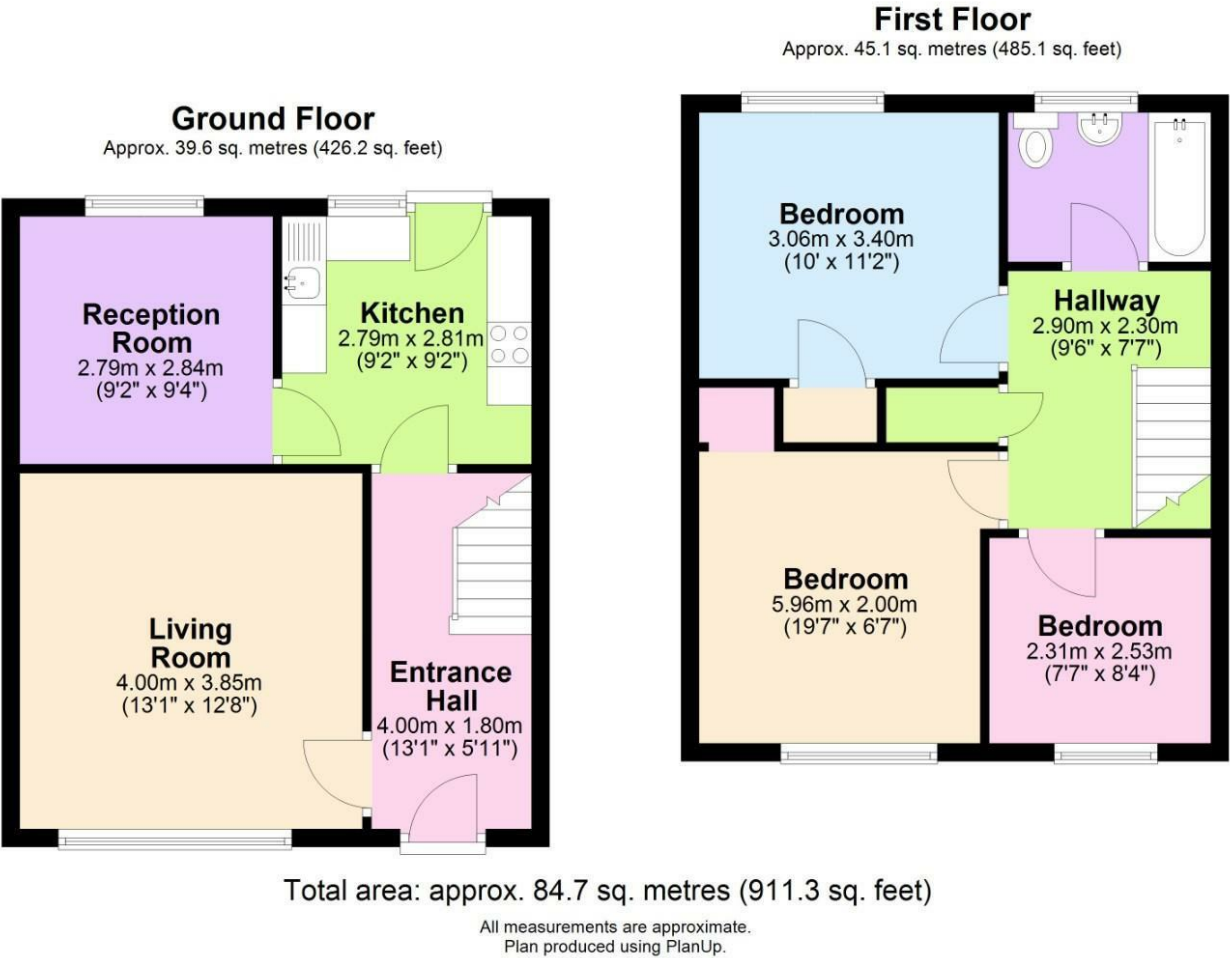 First Floor
Approx. 45.1 sq. metres (485.1 sq. feet)
Ground Floor
Approx. 39.6 sq. metres (426.2 sq. feet)
Reception
Room
2.79m x 2.84m
(9'2" x 9'4")
Kitchen
2.79m x 2.81m
(9'2" x 9'2")
Living
Room
4.00m x 3.85m
(13'1" x 12'8")
Entrance
Hall
4.00m x 1.80m
(13'1" x 5'11")
Bedroom
3.06m x 3.40m
(10' x 11'2")
Hallway
2.90m x 2.30m
(9'6" x 7'7")
Bedroom
5.96m x 2.00m
(19'7" x 6'7")
Bedroom
2.31m x 2.53m
(7'7" x 8'4")
Total area: approx. 84.7 sq. metres (911.3 sq. feet)
All measurements are approximate.
Plan produced using PlanUp.